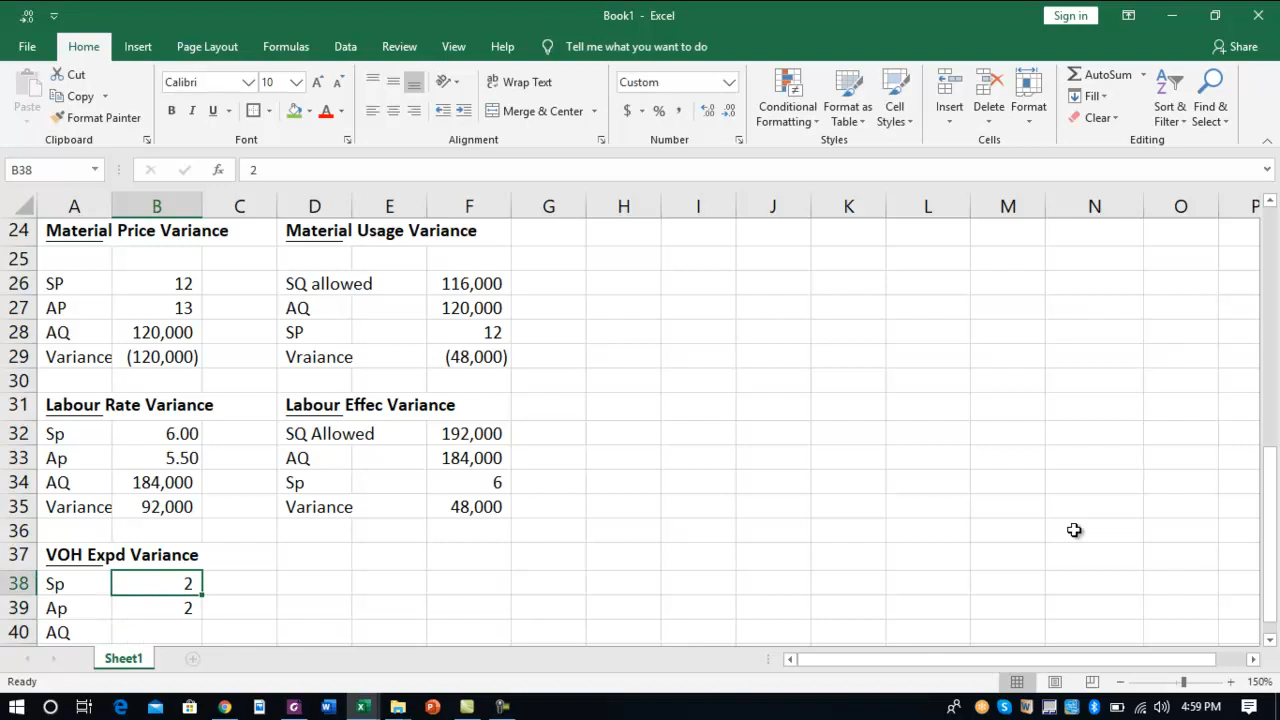 Book1 - Excel
Sign in
File Home Insert Page Layout Formulas Data Review View Help Tell me what you want to do Share
Paste
Cut
Copy
Format Painter
Clipboard
Calibri 10
B I U
Font
Wrap Text
Merge & Center
Alignment
Custom
$ % ,
Number
Conditional Formatting
Format as Table
Cell Styles
Styles
Insert
Delete
Format
Cells
AutoSum
Fill
Clear
Sort & Filter
Find & Select
Editing
B38 fx 2
A B C D E F G H I J K L M N O P
24 Material Price Variance Material Usage Variance
25
26 SP 12 SQ allowed 116,000
27 AP 13 AQ 120,000
28 AQ 120,000 SP 12
29 Variance (120,000) Vraiance (48,000)
30
31 Labour Rate Variance Labour Effec Variance
32 Sp 6.00 SQ Allowed 192,000
33 Ap 5.50 AQ 184,000
34 AQ 184,000 Sp 6
35 Variance 92,000 Variance 48,000
36
37 VOH Expd Variance
38 Sp 2
39 Ap 2
40 AQ
Sheet1
Ready 150%
4:59 PM